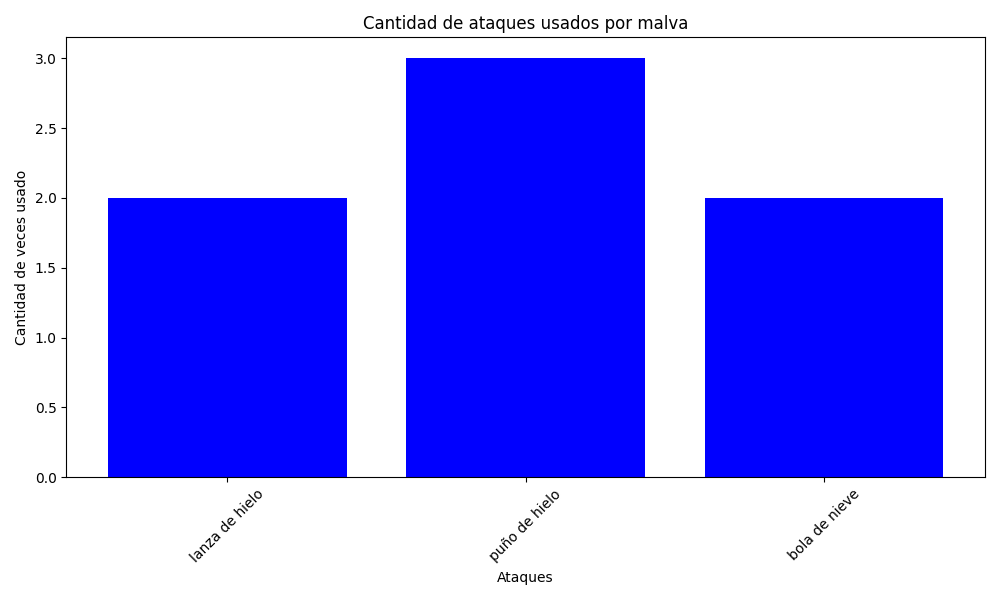 Cantidad de ataques usados por malva
Cantidad de veces usado
3.0
2.5
2.0
1.5
1.0
0.5
0.0
lanza de hielo
puño de hielo
bola de nieve
Ataques